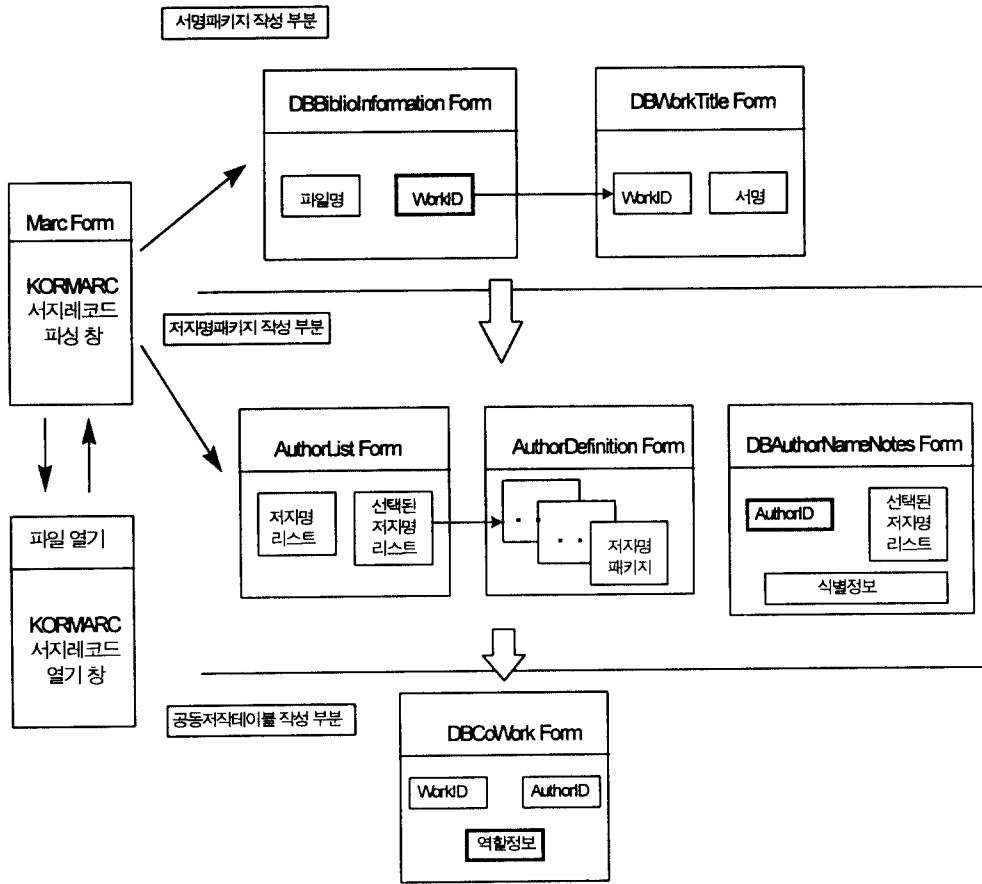 서명패키지 작성 부분
DBBiblioInformation Form
파일명
WorkID
DBWorkTitle Form
WorkID
서명
Marc Form
KORMARC
서지레코드
파싱 창
저자명패키지 작성 부분
AuthorList Form
저자명
리스트
선택된
저자명
리스트
AuthorDefinition Form
저자명
패키지
DBAuthorNameNotes Form
AuthorID
선택된
저자명
리스트
식별정보
파일 열기
KORMARC
서지레코드
열기 창
공동저작테이블 작성 부분
DBCoWork Form
WorkID
AuthorID
역할정보